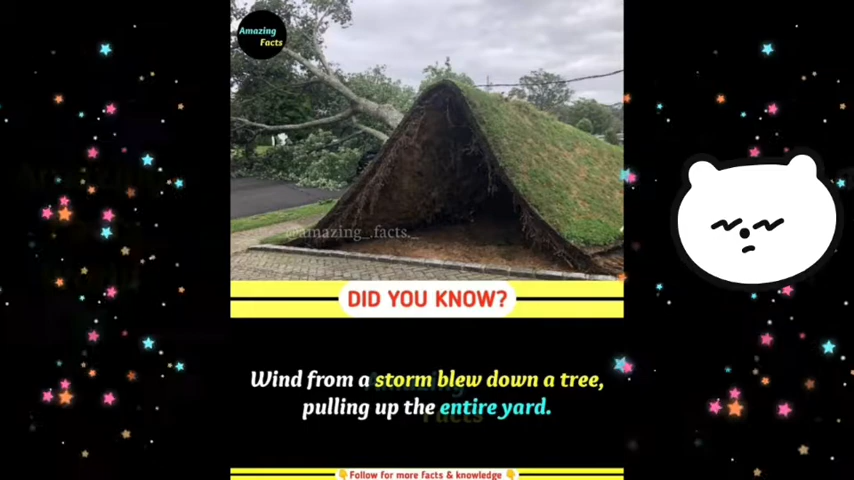 Amazing
Facts
@amazing_.facts._
DID YOU KNOW?
Wind from a storm blew down a tree,
pulling up the entire yard.
👇Follow for more facts & knowledge👇